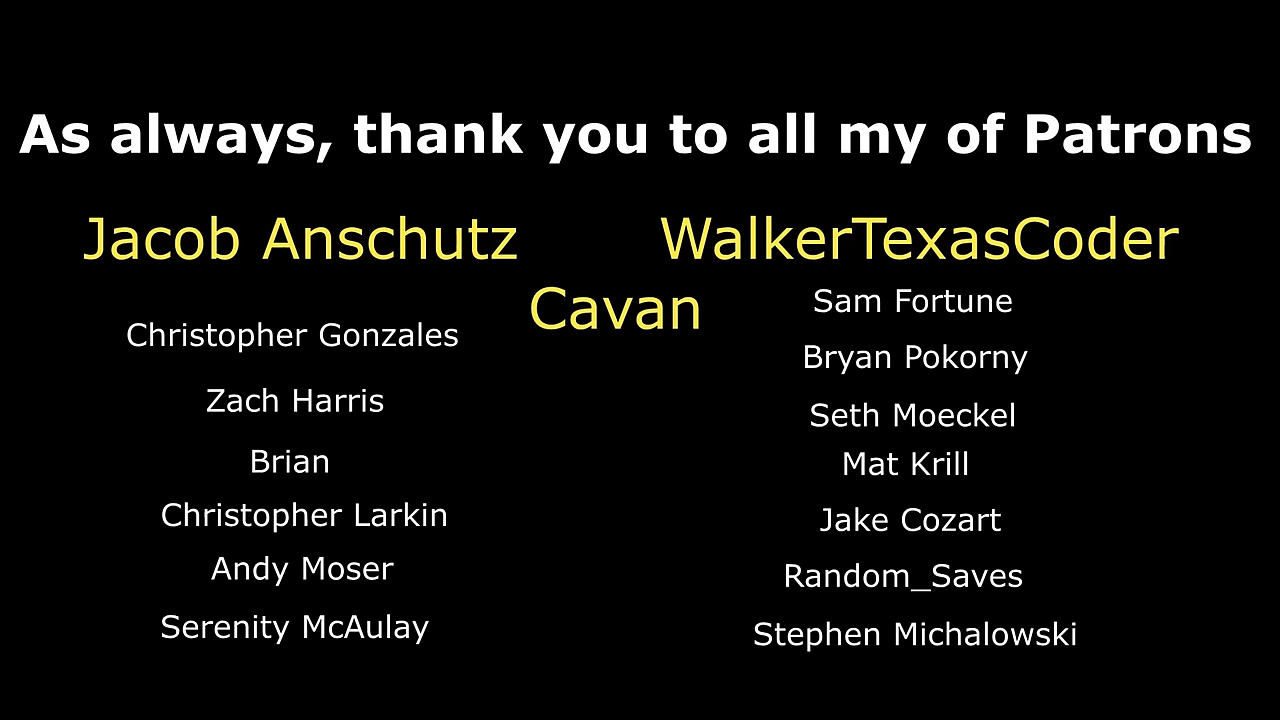 As always, thank you to all my of Patrons
Jacob Anschutz
WalkerTexasCoder
Cavan
Christopher Gonzales
Zach Harris
Brian
Christopher Larkin
Andy Moser
Serenity McAulay
Sam Fortune
Bryan Pokorny
Seth Moeckel
Mat Krill
Jake Cozart
Random_Saves
Stephen Michalowski